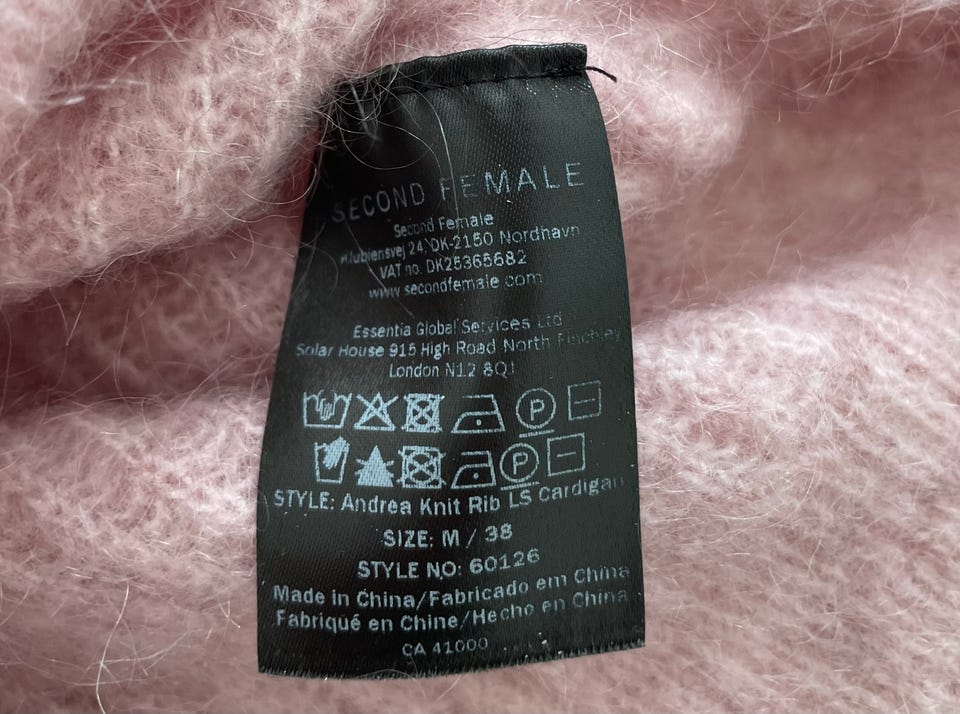 SECOND FEMALE
Second Female
Klubiensvej 24 DK-2150 Nordhavn
VAT no. DK25365682
www.secondfemale.com
Essentia Global Services Ltd
Solar House 915 High Road North Finchley
London N12 8QJ
P
P
STYLE: Andrea Knit Rib LS Cardigan
SIZE: M / 38
STYLE NO: 60126
Made in China/Fabricado em China
Fabriqué en Chine/Hecho en China
CA 41000